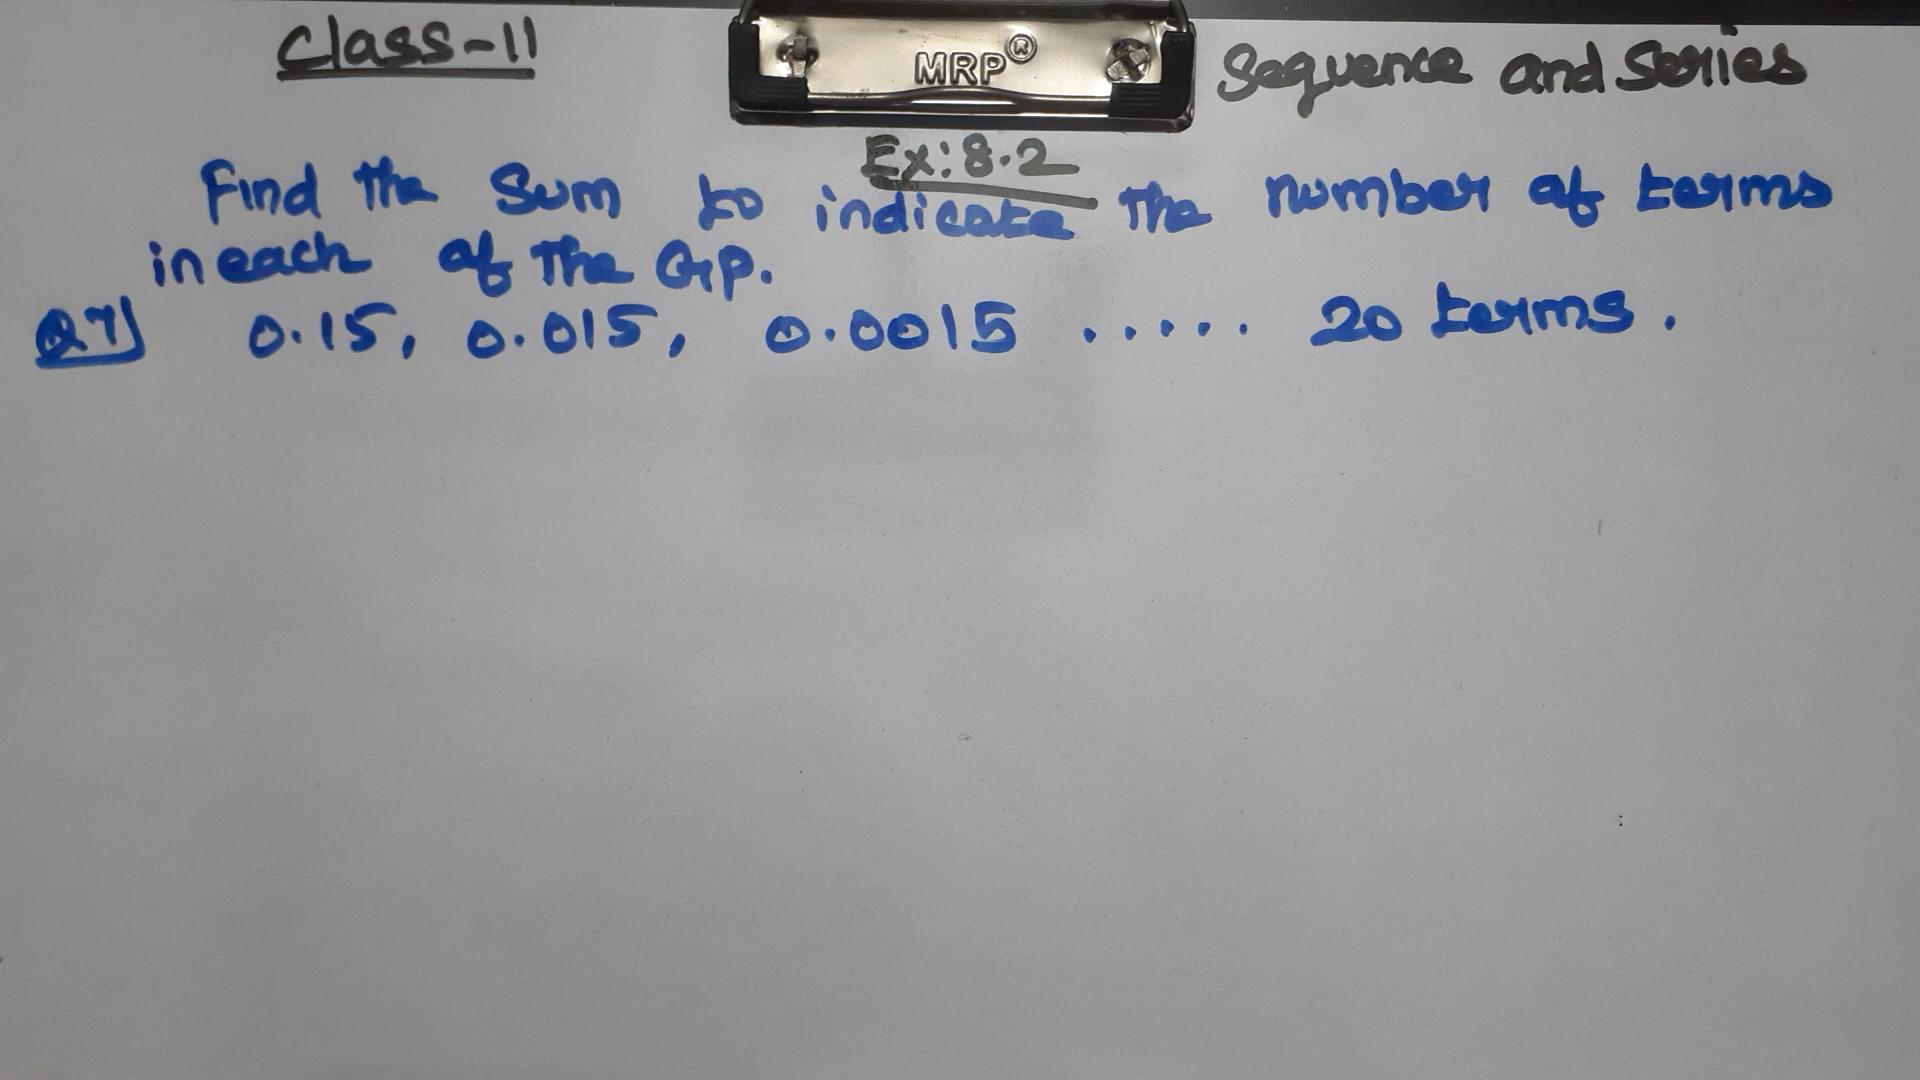 Class-11
MRP®
Sequence and Series
Ex: 8.2
Find the Sum to indicate the number of terms
in each of the G.P.
Q7) 0.15, 0.015, 0.0015 ..... 20 terms.